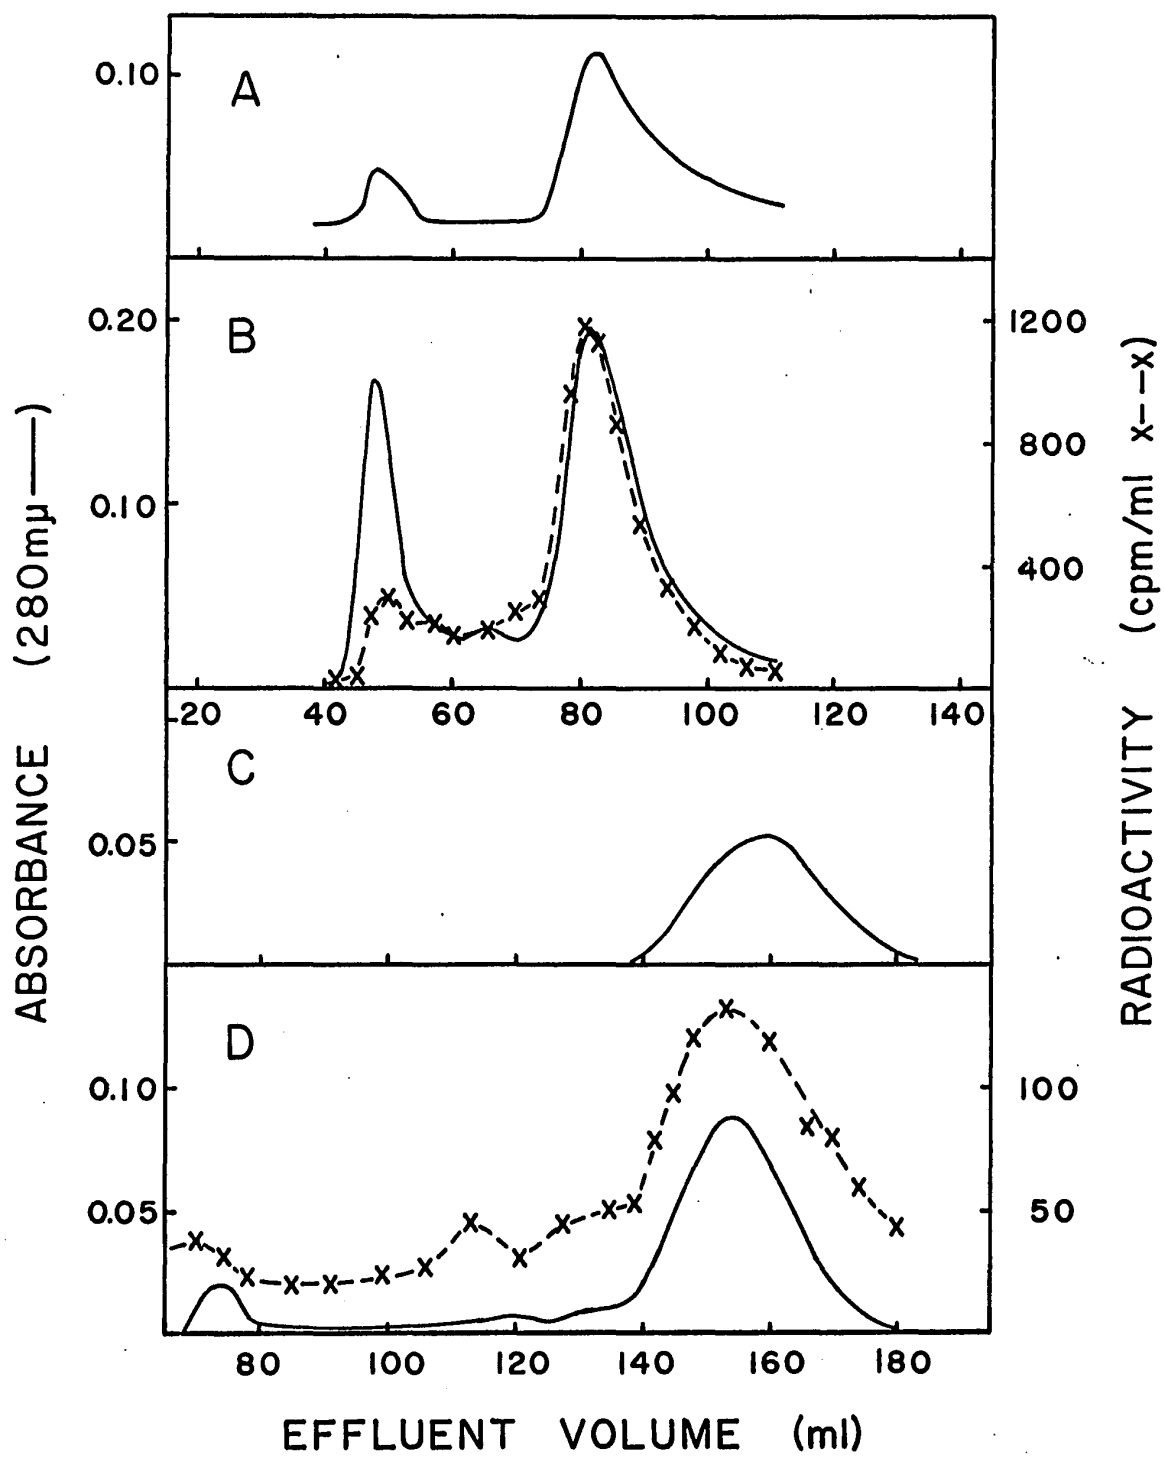 A
0.10
B
0.20
0.10
1200
800
400
20 40 60 80 100 120 140
C
0.05
D
0.10
0.05
100
50
80 100 120 140 160 180
EFFLUENT VOLUME (ml)
ABSORBANCE (280mµ——)
RADIOACTIVITY (cpm/ml x--x)